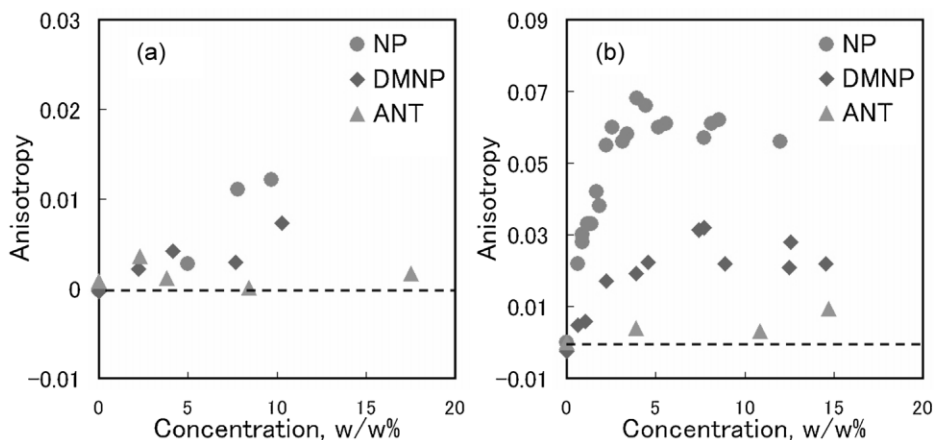 0.03
(a)
NP
DMNP
ANT
0.02
0.01
0
−0.01
Anisotropy
0
5
10
15
20
Concentration, w/w%
0.09
(b)
NP
DMNP
ANT
0.07
0.05
0.03
0.01
−0.01
Anisotropy
0
5
10
15
20
Concentration, w/w%